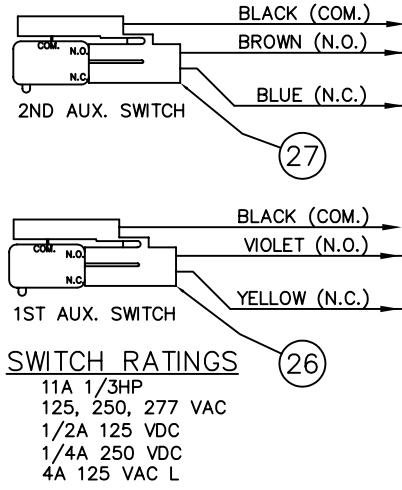 BLACK (COM.)
BROWN (N.O.)
COM.
N.O.
N.C.
BLUE (N.C.)
2ND AUX. SWITCH
27
BLACK (COM.)
VIOLET (N.O.)
COM.
N.O.
N.C.
YELLOW (N.C.)
1ST AUX. SWITCH
26
SWITCH RATINGS
11A 1/3HP
125, 250, 277 VAC
1/2A 125 VDC
1/4A 250 VDC
4A 125 VAC L